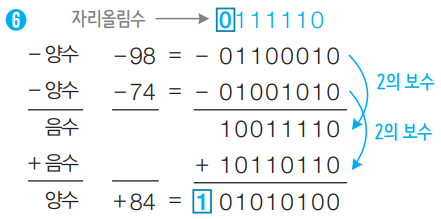 6 자리올림수 → 0111110
-양수 -98 = - 01100010
-양수 -74 = - 01001010
2의 보수
음수 10011110
2의 보수
+음수 + 10110110
양수 +84 = 1 01010100